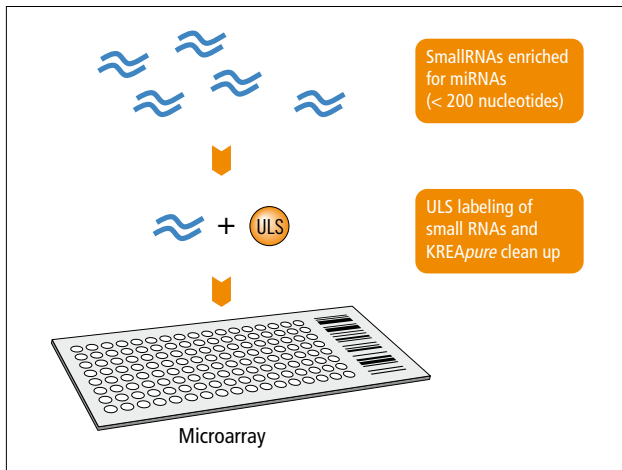 SmallRNAs enriched
for miRNAs
(< 200 nucleotides)
+
ULS
ULS labeling of
small RNAs and
KREApure clean up
Microarray